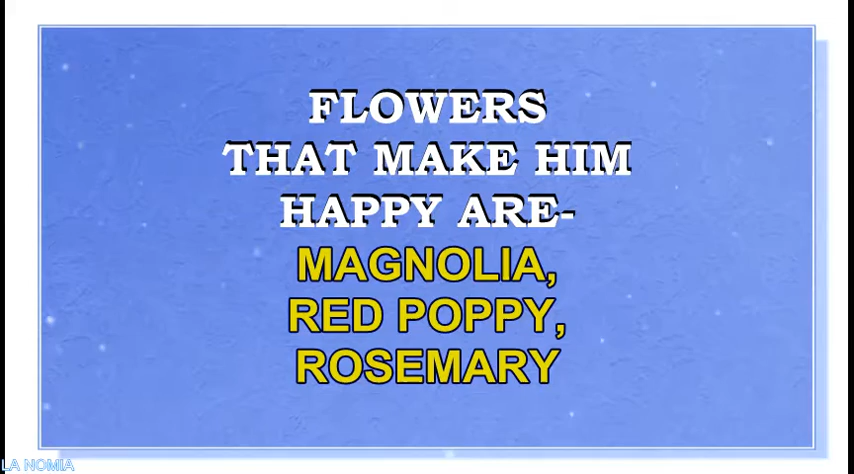 FLOWERS
THAT MAKE HIM
HAPPY ARE-
MAGNOLIA,
RED POPPY,
ROSEMARY
LA NOMIA